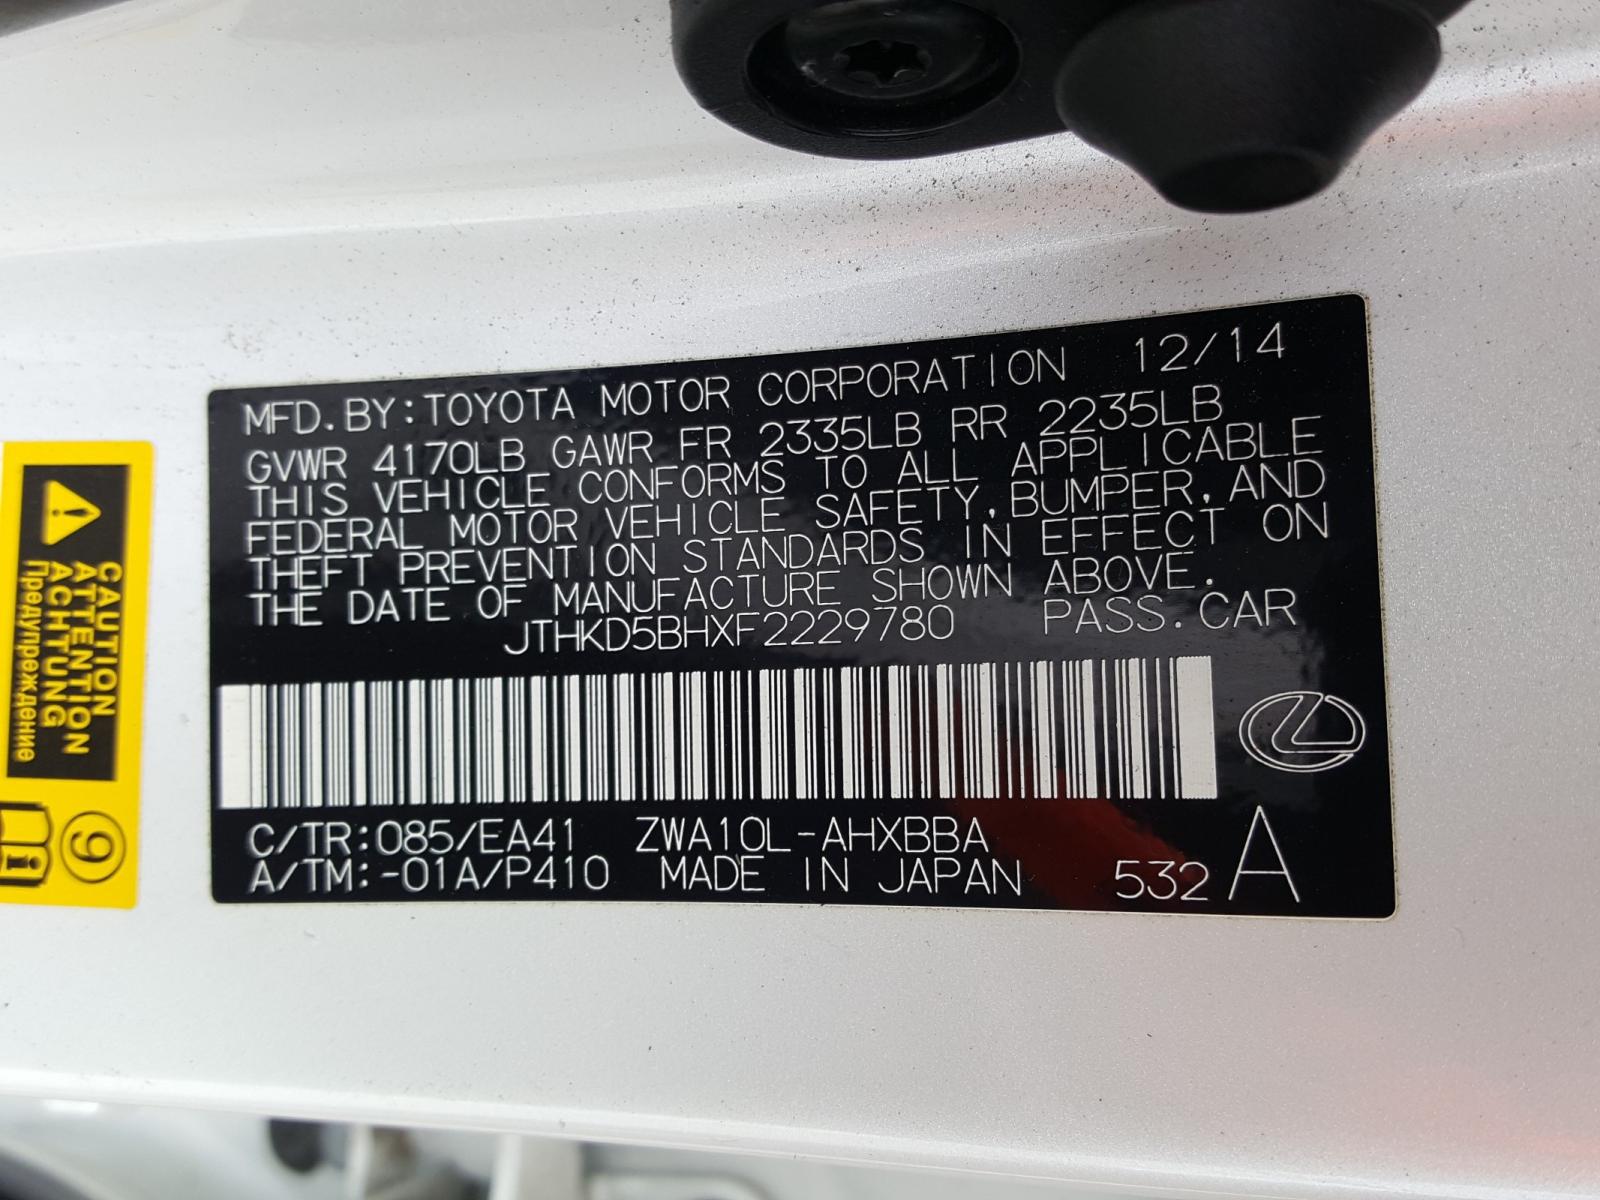 MFD.BY:TOYOTA MOTOR CORPORATION 12/14
GVWR 4170LB GAWR FR 2335LB RR 2235LB
THIS VEHICLE CONFORMS TO ALL APPLICABLE
FEDERAL MOTOR VEHICLE SAFETY,BUMPER,AND
THEFT PREVENTION STANDARDS IN EFFECT ON
THE DATE OF MANUFACTURE SHOWN ABOVE.
JTHKD5BHXF2229780 PASS.CAR
C/TR:085/EA41 ZWA10L-AHXBBA
A/TM:-01A/P410 MADE IN JAPAN 532 A
CAUTION
ATTENTION
ACHTUNG
Предупреждение
9